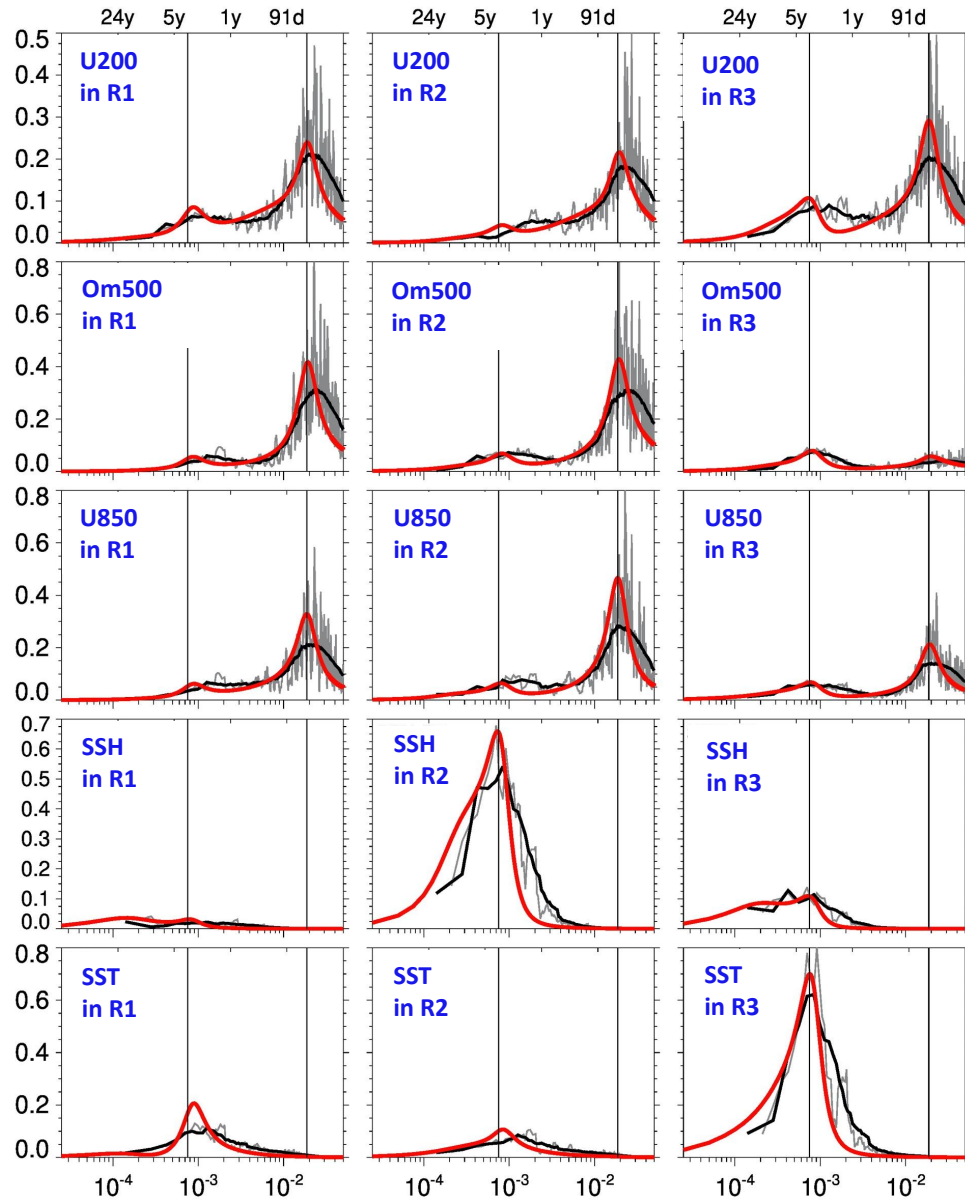 24y 5y 1y 91d 24y 5y 1y 91d 24y 5y 1y 91d
0.5
0.4
0.3
0.2
0.1
0.0
U200
in R1
U200
in R2
U200
in R3
0.8
0.6
0.4
0.2
0.0
Om500
in R1
Om500
in R2
Om500
in R3
0.8
0.6
0.4
0.2
0.0
U850
in R1
U850
in R2
U850
in R3
0.7
0.6
0.5
0.4
0.3
0.2
0.1
0.0
SSH
in R1
SSH
in R2
SSH
in R3
0.8
0.6
0.4
0.2
0.0
SST
in R1
SST
in R2
SST
in R3
10⁻⁴ 10⁻³ 10⁻² 10⁻⁴ 10⁻³ 10⁻² 10⁻⁴ 10⁻³ 10⁻²